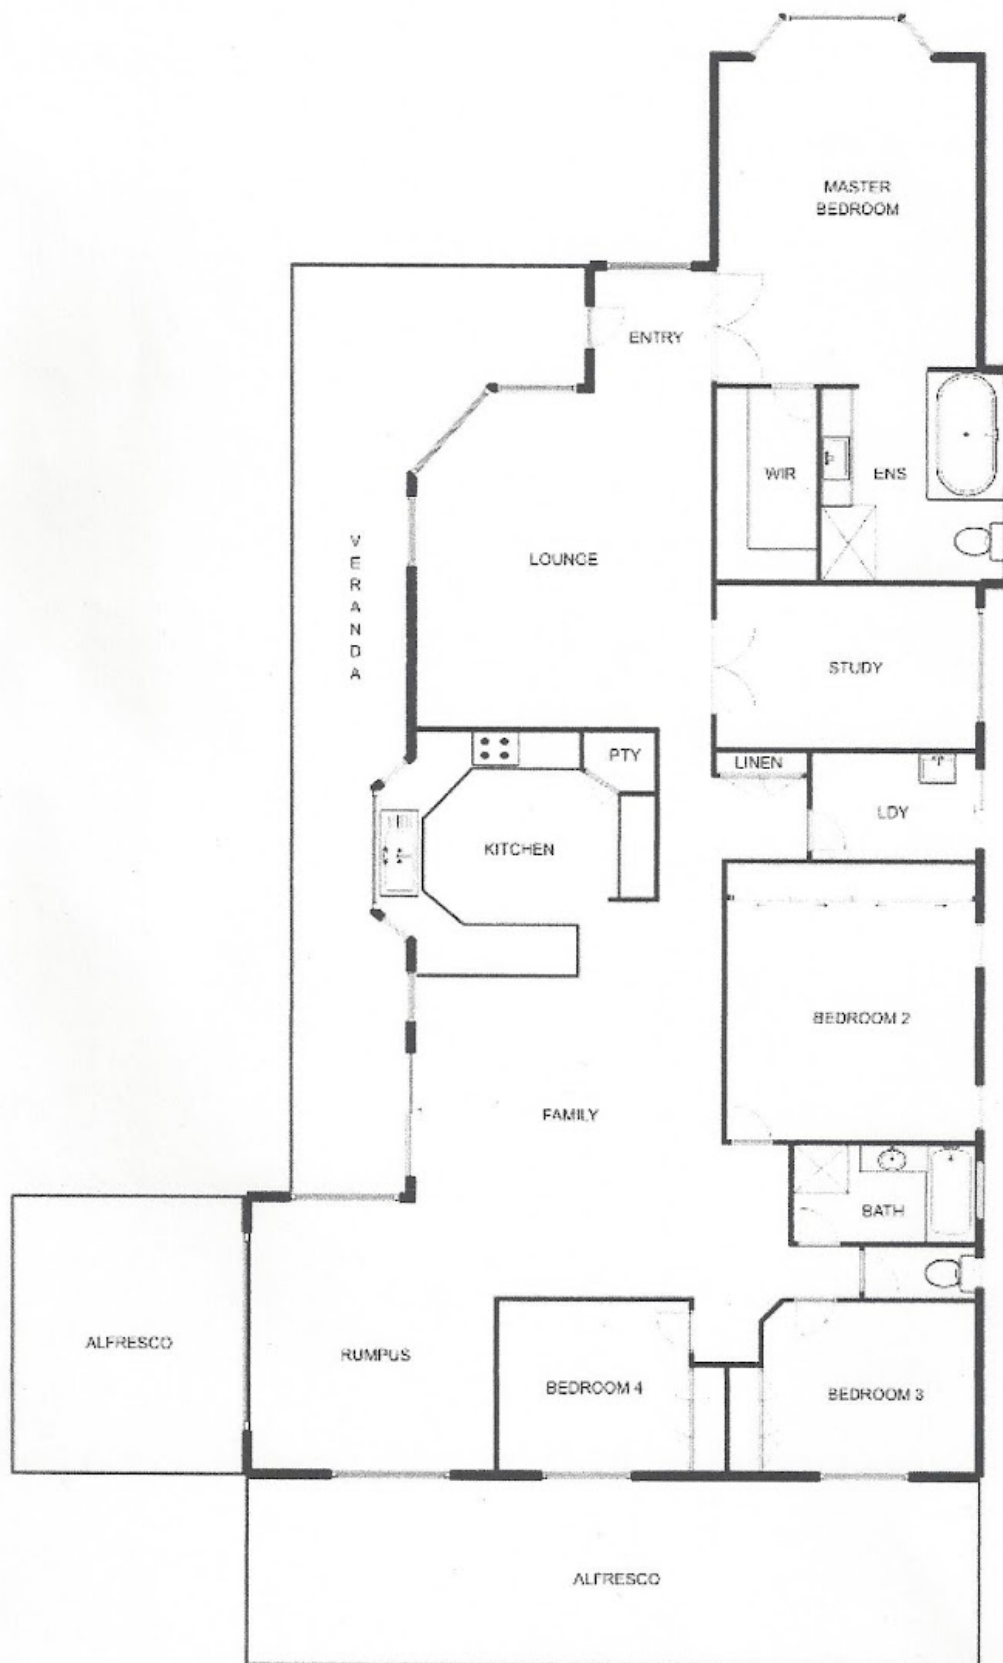 MASTER
BEDROOM
ENTRY
WIR
ENS
LOUNGE
V
E
R
A
N
D
A
STUDY
PTY
LINEN
LDY
KITCHEN
BEDROOM 2
FAMILY
BATH
ALFRESCO
RUMPUS
BEDROOM 4
BEDROOM 3
ALFRESCO